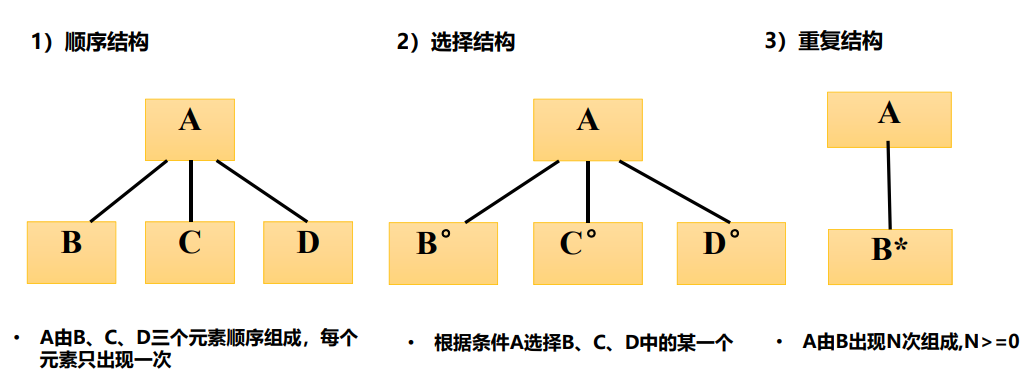 1）顺序结构
A
B
C
D
• A由B、C、D三个元素顺序组成，每个
元素只出现一次
2）选择结构
A
B°
C°
D°
• 根据条件A选择B、C、D中的某一个
3）重复结构
A
B*
• A由B出现N次组成,N>=0